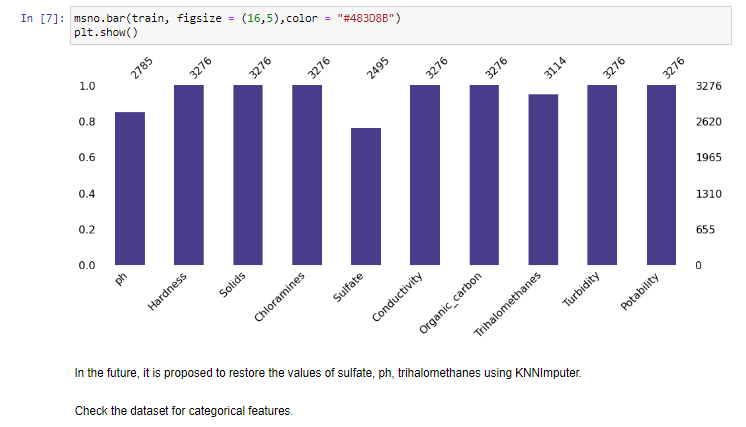 In [7]: msno.bar(train, figsize = (16,5),color = "#483D8B")
plt.show()
2785 3276 3276 3276 2495 3276 3276 3114 3276 3276
1.0 3276
0.8 2620
0.6 1965
0.4 1310
0.2 655
0.0 0
ph Hardness Solids Chloramines Sulfate Conductivity Organic_carbon Trihalomethanes Turbidity Potability
In the future, it is proposed to restore the values of sulfate, ph, trihalomethanes using KNNImputer.
Check the dataset for categorical features.